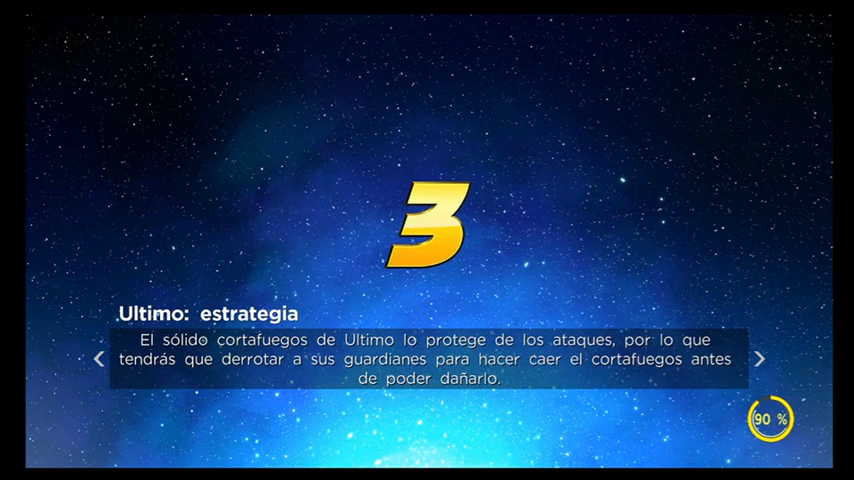 3
Ultimo: estrategia
El sólido cortafuegos de Ultimo lo protege de los ataques, por lo que
tendrás que derrotar a sus guardianes para hacer caer el cortafuegos antes
de poder dañarlo.
90 %